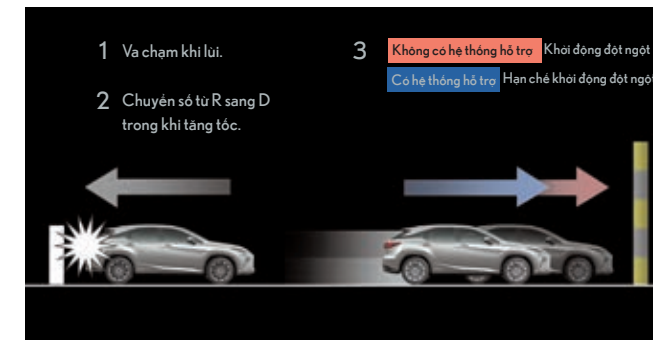 1 Va chạm khi lùi.
2 Chuyển số từ R sang D
trong khi tăng tốc.
3 Không có hệ thống hỗ trợ Khởi động đột ngột
Có hệ thống hỗ trợ Hạn chế khởi động đột ngột